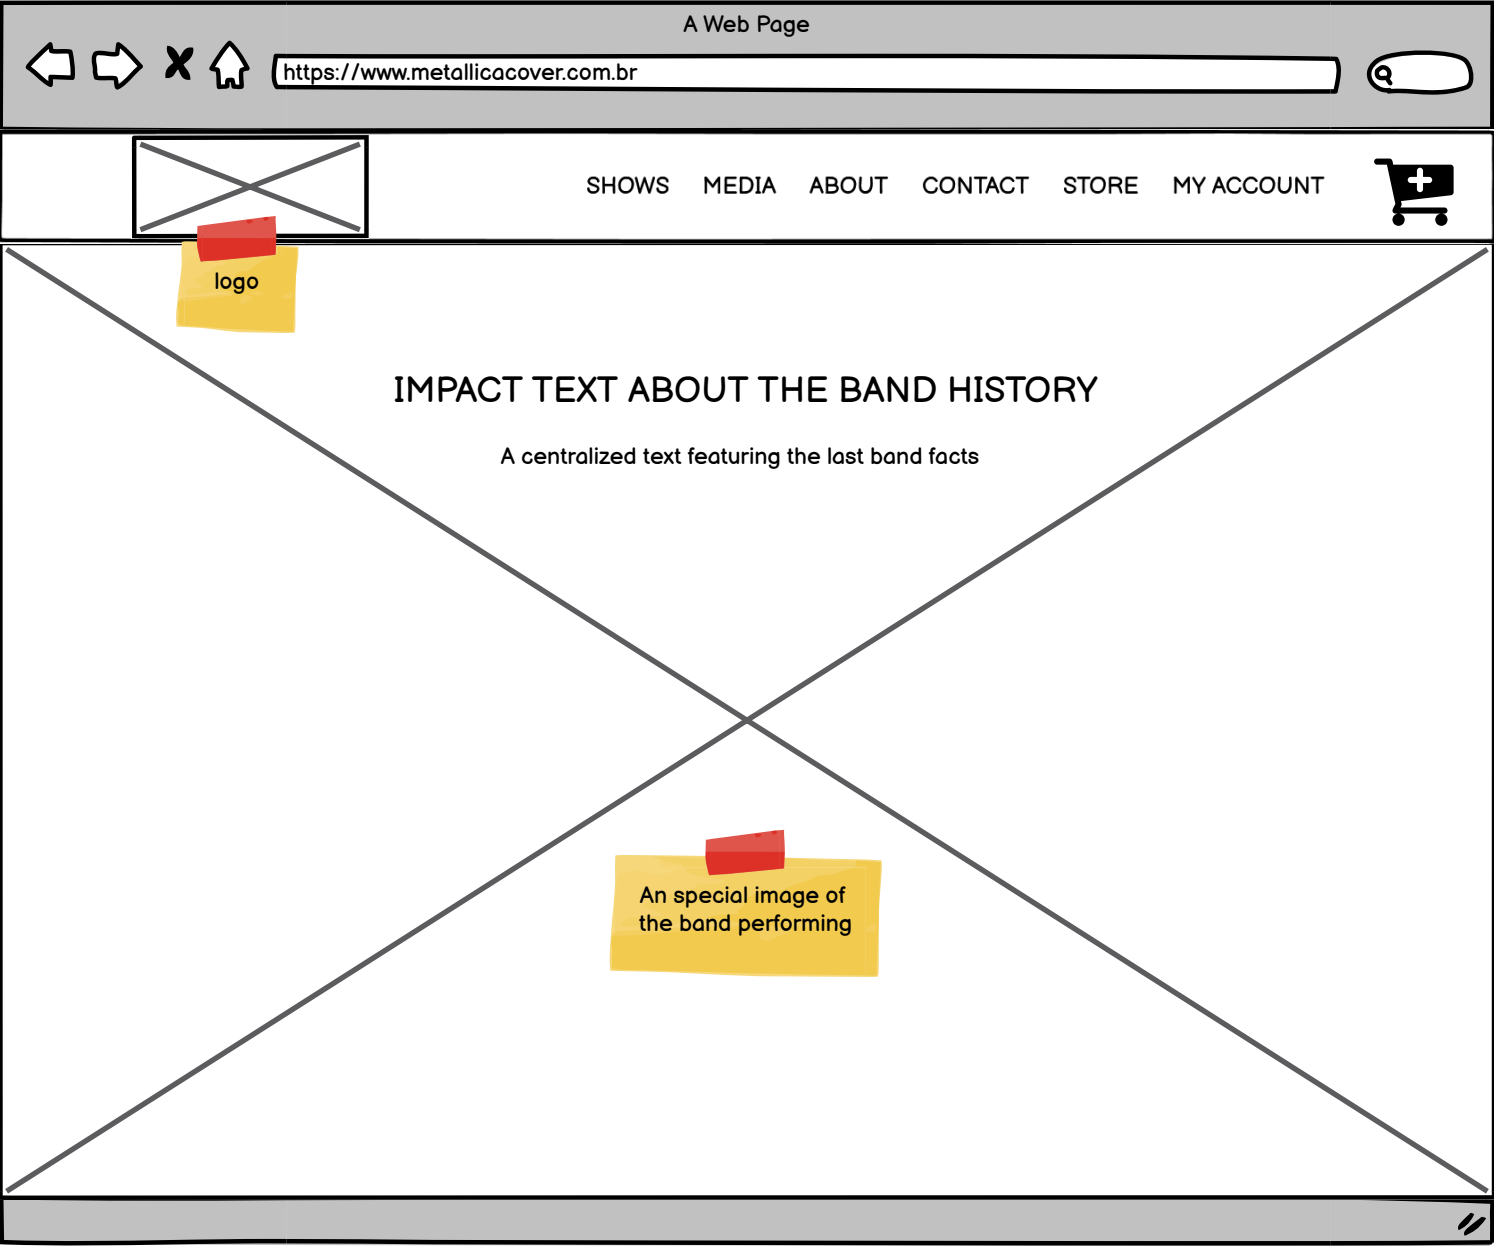 A Web Page
https://www.metallicacover.com.br
SHOWS MEDIA ABOUT CONTACT STORE MY ACCOUNT
logo
IMPACT TEXT ABOUT THE BAND HISTORY
A centralized text featuring the last band facts
An special image of
the band performing